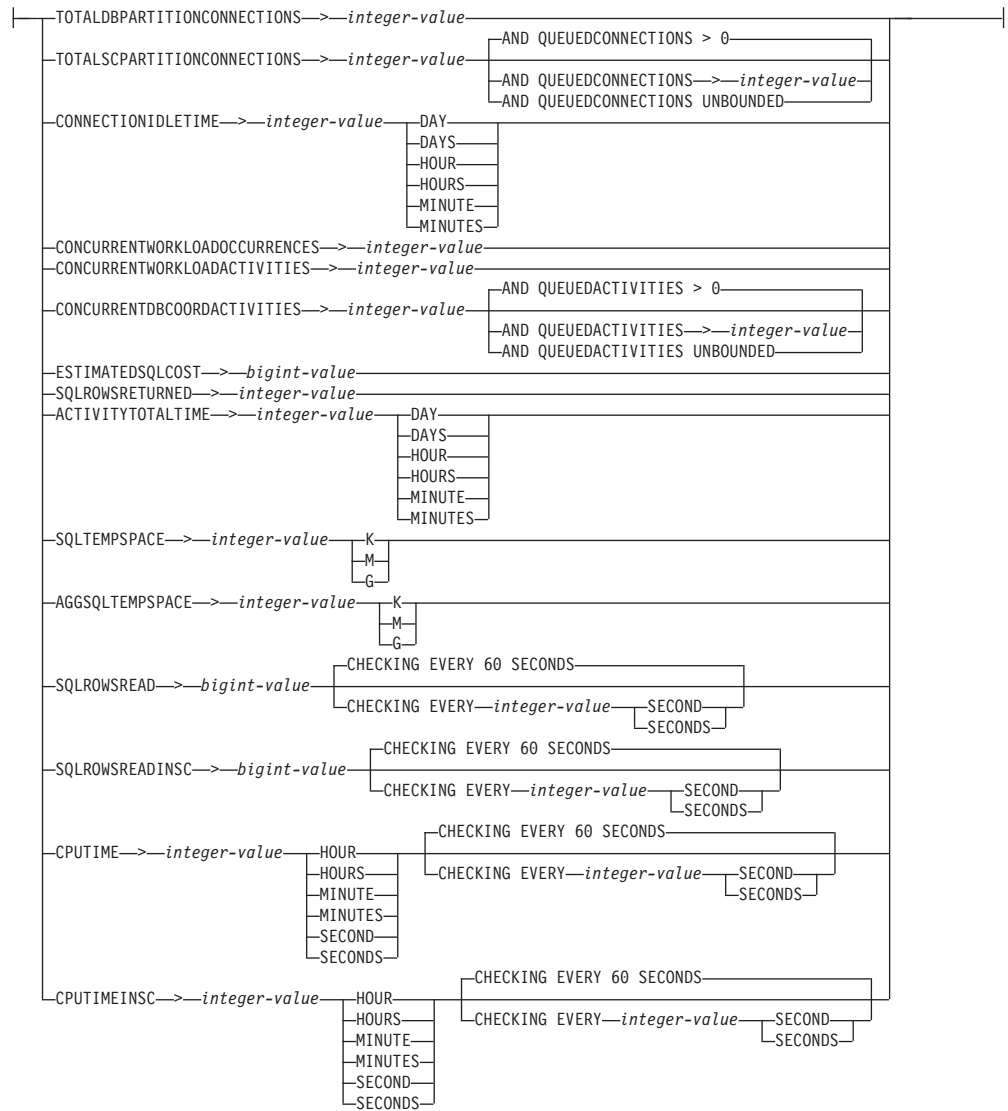 TOTALDBPARTITIONCONNECTIONS > integer-value
AND QUEUEDCONNECTIONS > 0
TOTALSCPARTITIONCONNECTIONS > integer-value
AND QUEUEDCONNECTIONS > integer-value
AND QUEUEDCONNECTIONS UNBOUNDED
CONNECTIONIDLETIME > integer-value DAY
DAYS
HOUR
HOURS
MINUTE
MINUTES
CONCURRENTWORKLOADOCCURRENCES > integer-value
CONCURRENTWORKLOADACTIVITIES > integer-value
AND QUEUEDACTIVITIES > 0
CONCURRENTDBCOORDACTIVITIES > integer-value
AND QUEUEDACTIVITIES > integer-value
AND QUEUEDACTIVITIES UNBOUNDED
ESTIMATEDSQLCOST > bigint-value
SQLROWSRETURNED > integer-value
ACTIVITYTOTALTIME > integer-value DAY
DAYS
HOUR
HOURS
MINUTE
MINUTES
SQLTEMPSPACE > integer-value K
M
G
AGGSQLTEMPSPACE > integer-value K
M
G
CHECKING EVERY 60 SECONDS
SQLROWSREAD > bigint-value
CHECKING EVERY integer-value SECOND
SECONDS
CHECKING EVERY 60 SECONDS
SQLROWSREADINSC > bigint-value
CHECKING EVERY integer-value SECOND
SECONDS
CHECKING EVERY 60 SECONDS
CPUTIME > integer-value HOUR
HOURS CHECKING EVERY integer-value SECOND
MINUTE SECONDS
MINUTES
SECOND
SECONDS
CHECKING EVERY 60 SECONDS
CPUTIMEINSC > integer-value HOUR
HOURS CHECKING EVERY integer-value SECOND
MINUTE SECONDS
MINUTES
SECOND
SECONDS